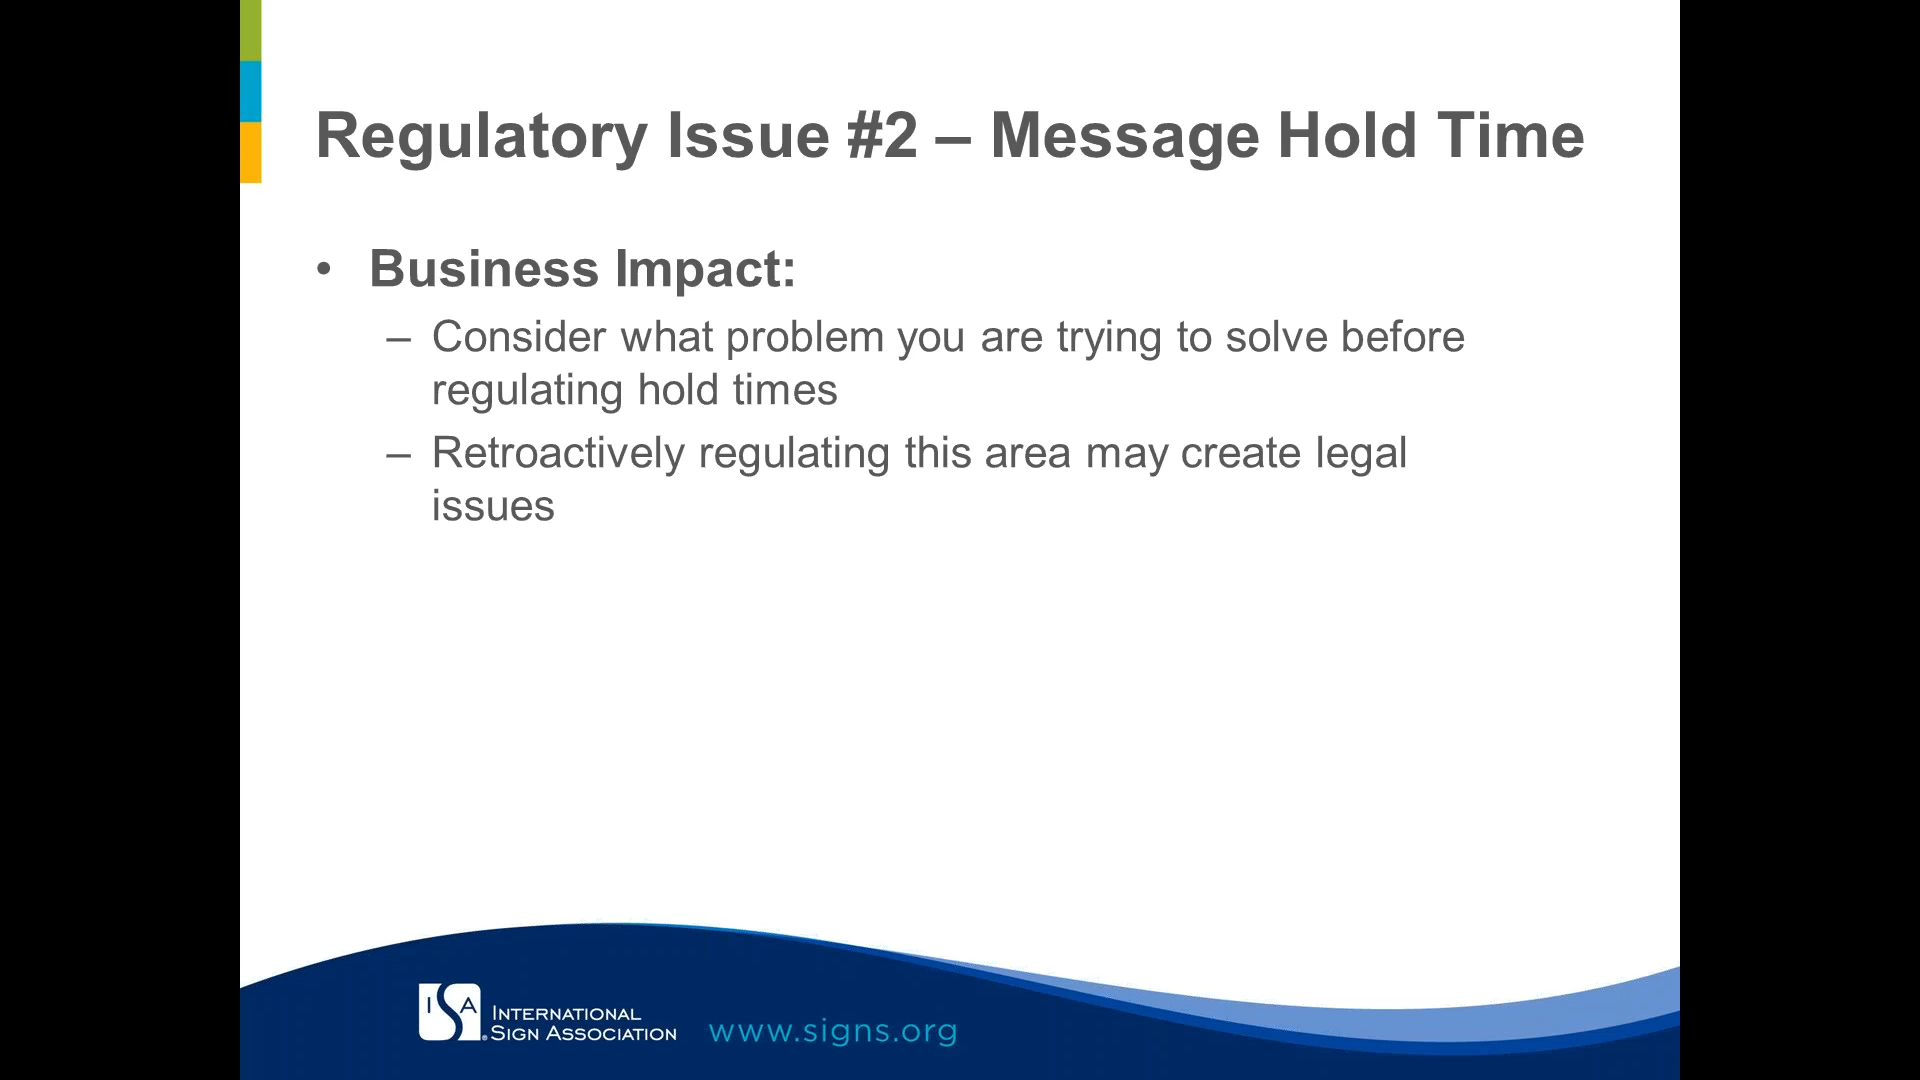 Regulatory Issue #2 – Message Hold Time
• Business Impact:
– Consider what problem you are trying to solve before
regulating hold times
– Retroactively regulating this area may create legal
issues
ISA
INTERNATIONAL
® SIGN ASSOCIATION
www.signs.org